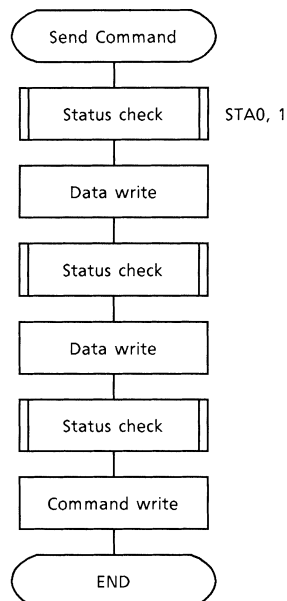 Send Command
Status check
STA0, 1
Data write
Status check
Data write
Status check
Command write
END